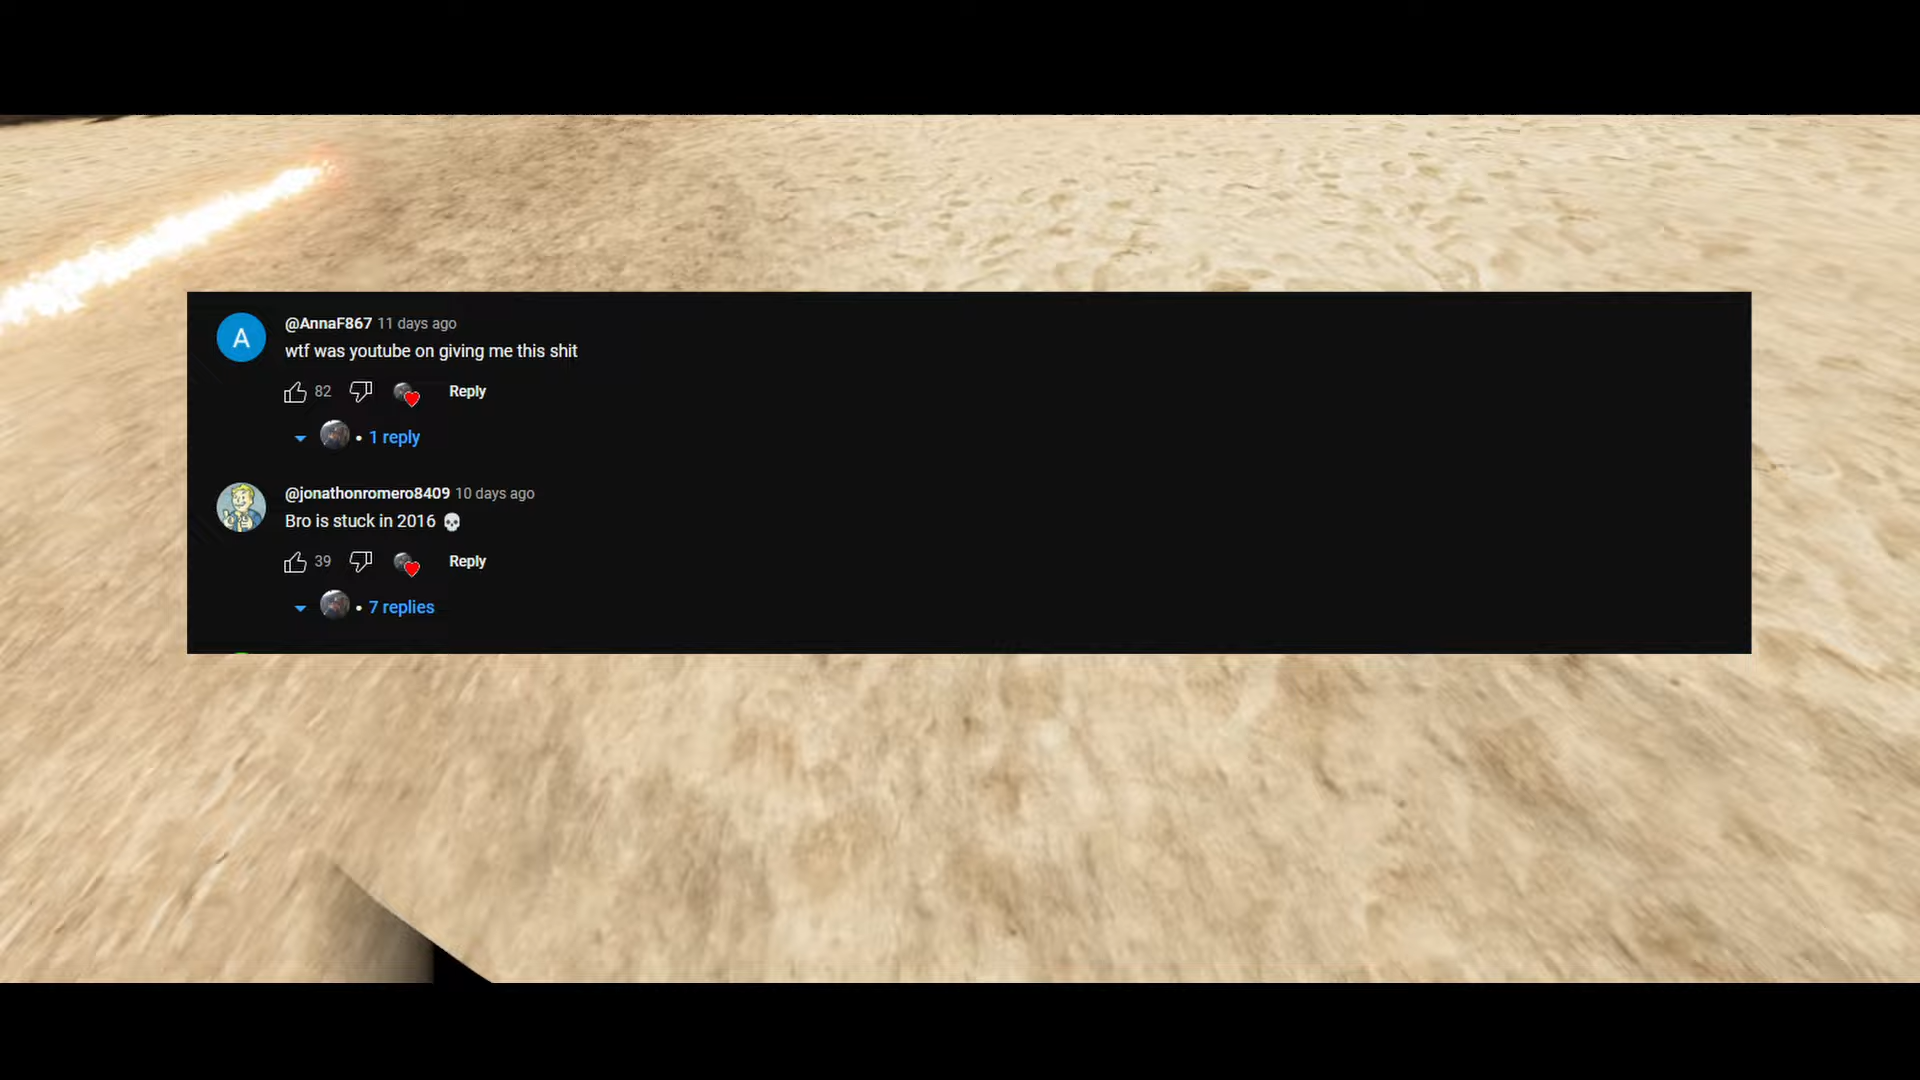 A
@AnnaF867 11 days ago
wtf was youtube on giving me this shit
82 Reply
• 1 reply
@jonathonromero8409 10 days ago
Bro is stuck in 2016 💀
39 Reply
• 7 replies